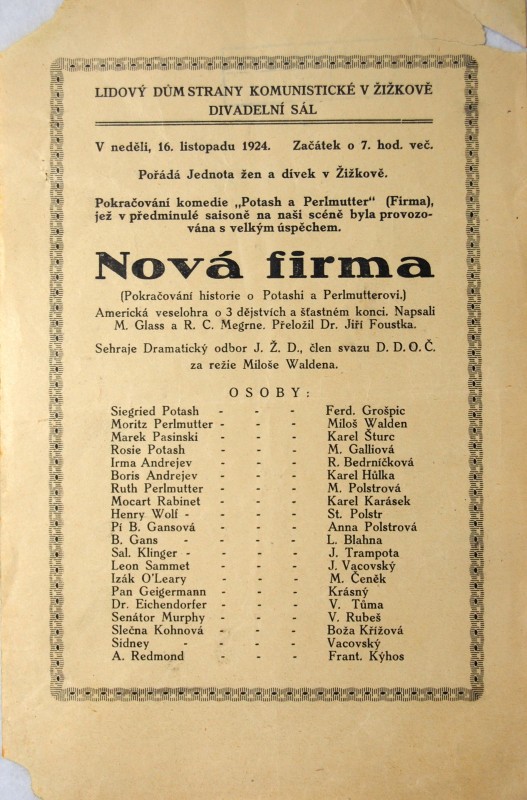 LIDOVÝ DŮM STRANY KOMUNISTICKÉ V ŽIŽKOVĚ
DIVADELNÍ SÁL
V neděli, 16. listopadu 1924. Začátek o 7. hod. več.
Pořádá Jednota žen a dívek v Žižkově.
Pokračování komedie „Potash a Perlmutter" (Firma),
jež v předminulé saisoně na naši scéně byla provozo-
vána s velkým úspěchem.
Nová firma
(Pokračování historie o Potashi a Perlmutterovi.)
Americká veselohra o 3 dějstvích a šťastném konci. Napsali
M. Glass a R. C. Megrne. Přeložil Dr. Jiří Foustka.
Sehraje Dramatický odbor J. Ž. D., člen svazu D. D. O. Č.
za režie Miloše Waldena.
OSOBY:
Siegried Potash - - - Ferd. Grošpic
Moritz Perlmutter - - - Miloš Walden
Marek Pasinski - - - Karel Šturc
Rosie Potash - - - M. Galliová
Irma Andrejev - - - R. Bedrníčková
Boris Andrejev - - - Karel Hůlka
Ruth Perlmutter - - - M. Polstrová
Mocart Rabinet - - - Karel Karásek
Henry Wolf - - - - St. Polstr
Pí B. Gansová - - - Anna Polstrová
B. Gans - - - - L. Blahna
Sal. Klinger - - - - J. Trampota
Leon Sammet - - - J. Vacovský
Izák O'Leary - - - M. Čeněk
Pan Geigermann - - - Krásný
Dr. Eichendorfer - - - V. Tůma
Senátor Murphy - - - V. Rubeš
Slečna Kohnová - - - Boža Křížová
Sidney - - - - Vacovský
A. Redmond - - - Frant. Kýhos